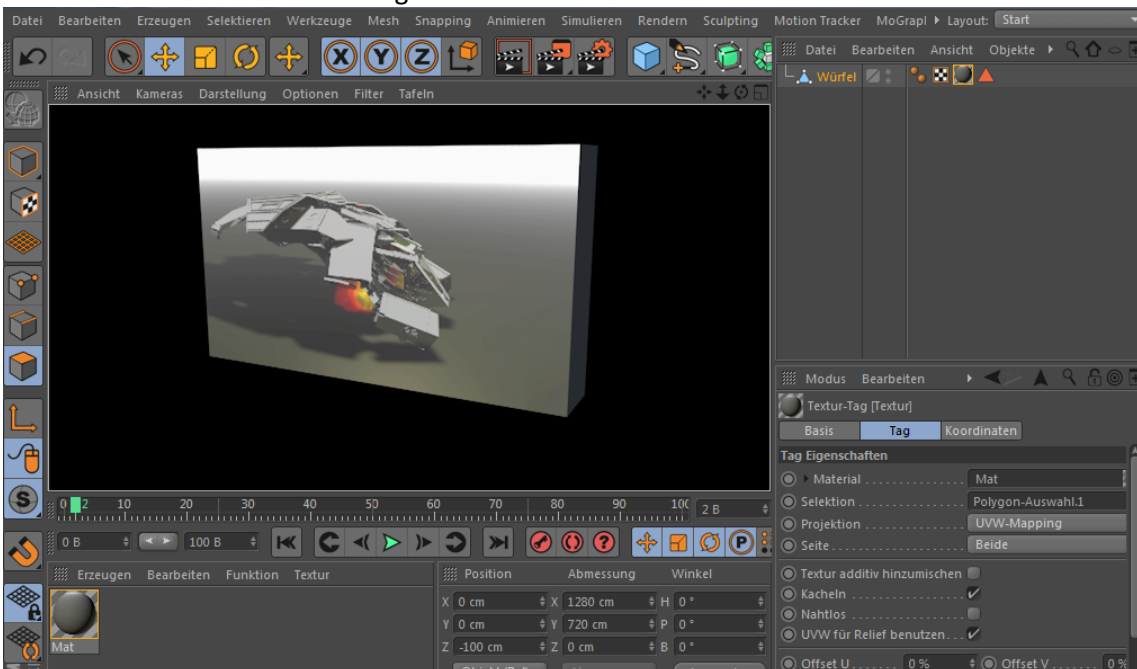 Datei Bearbeiten Erzeugen Selektieren Werkzeuge Mesh Snapping Animieren Simulieren Rendern Sculpting Motion Tracker MoGrapl Layout: Start
X Y Z
Datei Bearbeiten Ansicht Objekte
Würfel
Ansicht Kameras Darstellung Optionen Filter Tafeln
Modus Bearbeiten
Textur-Tag [Textur]
Basis Tag Koordinaten
Tag Eigenschaften
Material Mat
Selektion Polygon-Auswahl.1
Projektion UVW-Mapping
Seite Beide
Textur additiv hinzumischen
Kacheln
Nahtlos
UVW für Relief benutzen
Offset U 0 % Offset V 0 %
S
0 2 10 20 30 40 50 60 70 80 90 100 2 B
0 B 100 B ? P
Erzeugen Bearbeiten Funktion Textur
Mat
Position Abmessung Winkel
X 0 cm X 1280 cm H 0 °
Y 0 cm Y 720 cm P 0 °
Z -100 cm Z 0 cm B 0 °